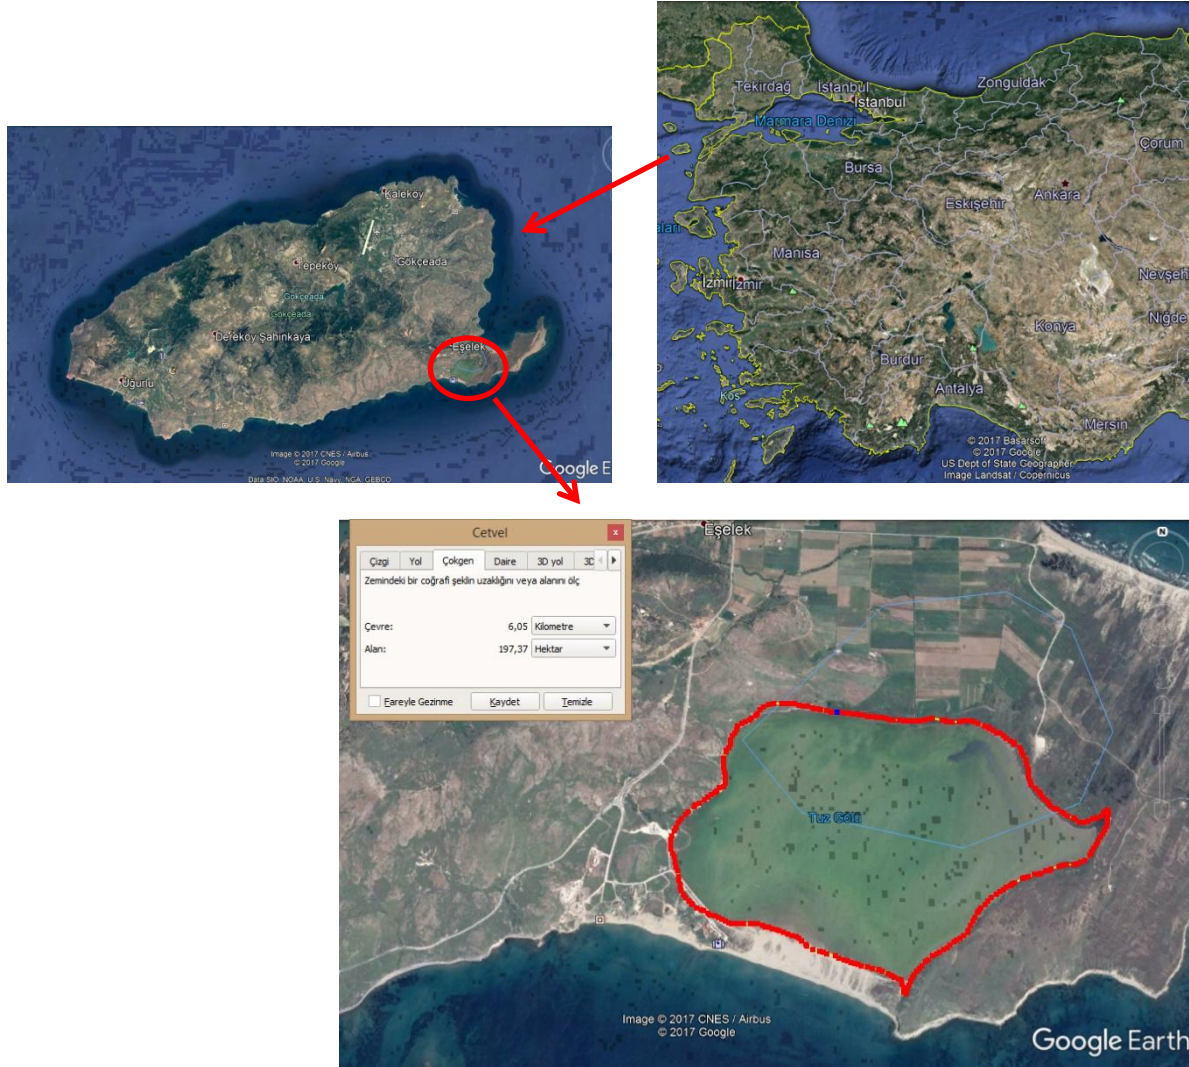 Tekirdağ
İstanbul
İstanbul
Zonguldak
Marmara Denizi
Çorum
Bursa
Eskişehir
Ankara
Manisa
Nevşeh
İzmir
İzmir
Niğde
Konya
Burdur
Antalya
Kos
Mersin
© 2017 Basarsoft
© 2017 Google
US Dept of State Geographer
Image Landsat / Copernicus
Kaleköy
Tepeköy
Gökçeada
Gökçeada
Gökçeada
Dereköy Şahinkaya
Eşelek
Uğurlu
Image © 2017 CNES / Airbus
© 2017 Google
Data SIO, NOAA, U.S. Navy, NGA, GEBCO
Google E
Cetvel
x
Çizgi Yol Çokgen Daire 3D yol 3D
Zemindeki bir coğrafi şeklin uzaklığını veya alanını ölç
Çevre: 6,05 Kilometre
Alan: 197,37 Hektar
Fareyle Gezinme Kaydet Temizle
Eşelek
N
Tuz Gölü
Image © 2017 CNES / Airbus
© 2017 Google
Google Earth